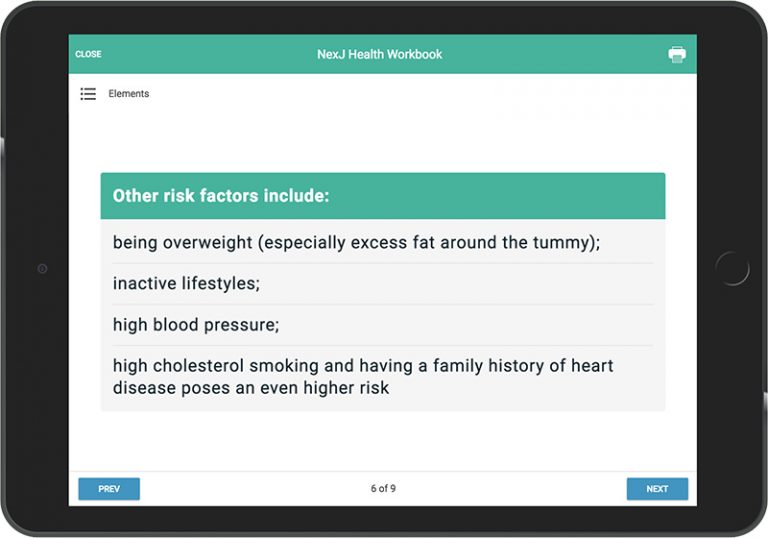 CLOSE
NexJ Health Workbook
Elements
Other risk factors include:
being overweight (especially excess fat around the tummy);
inactive lifestyles;
high blood pressure;
high cholesterol smoking and having a family history of heart
disease poses an even higher risk
PREV
6 of 9
NEXT